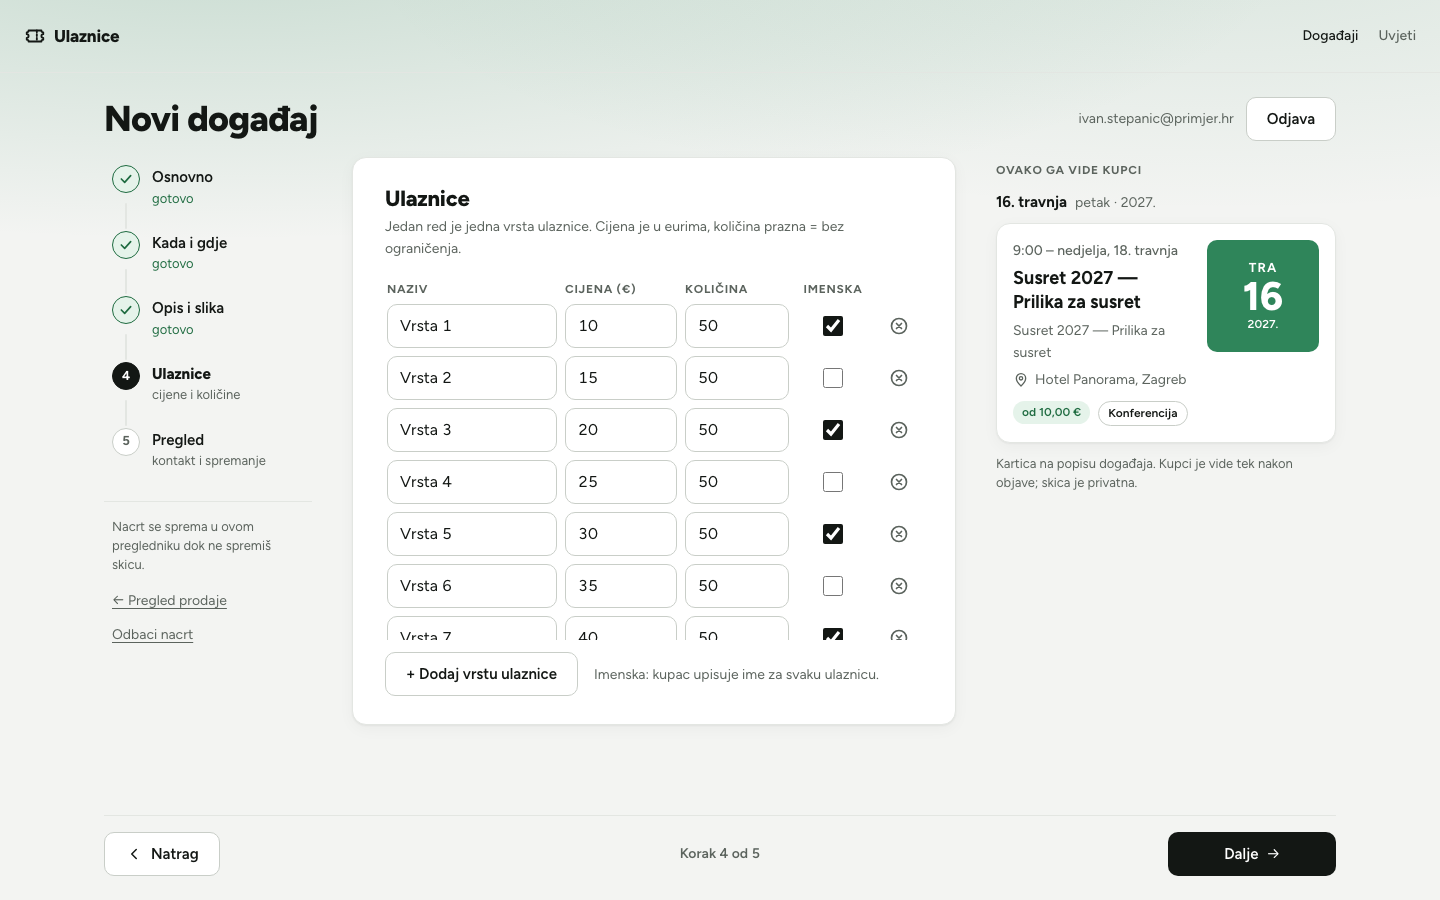 Ulaznice
Događaji
Uvjeti
Novi događaj
ivan.stepanic@primjer.hr
Odjava
Osnovno
gotovo
Kada i gdje
gotovo
Opis i slika
gotovo
4
Ulaznice
cijene i količine
5
Pregled
kontakt i spremanje
Nacrt se sprema u ovom
pregledniku dok ne spremiš
skicu.
← Pregled prodaje
Odbaci nacrt
Ulaznice
Jedan red je jedna vrsta ulaznice. Cijena je u eurima, količina prazna = bez
ograničenja.
NAZIV CIJENA (€) KOLIČINA IMENSKA
Vrsta 1 10 50
Vrsta 2 15 50
Vrsta 3 20 50
Vrsta 4 25 50
Vrsta 5 30 50
Vrsta 6 35 50
Vrsta 7 40 50
+ Dodaj vrstu ulaznice
Imenska: kupac upisuje ime za svaku ulaznicu.
OVAKO GA VIDE KUPCI
16. travnja petak · 2027.
9:00 – nedjelja, 18. travnja
Susret 2027 —
Prilika za susret
Susret 2027 — Prilika za
susret
Hotel Panorama, Zagreb
od 10,00 €
Konferencija
TRA
16
2027.
Kartica na popisu događaja. Kupci je vide tek nakon
objave; skica je privatna.
Natrag
Korak 4 od 5
Dalje →